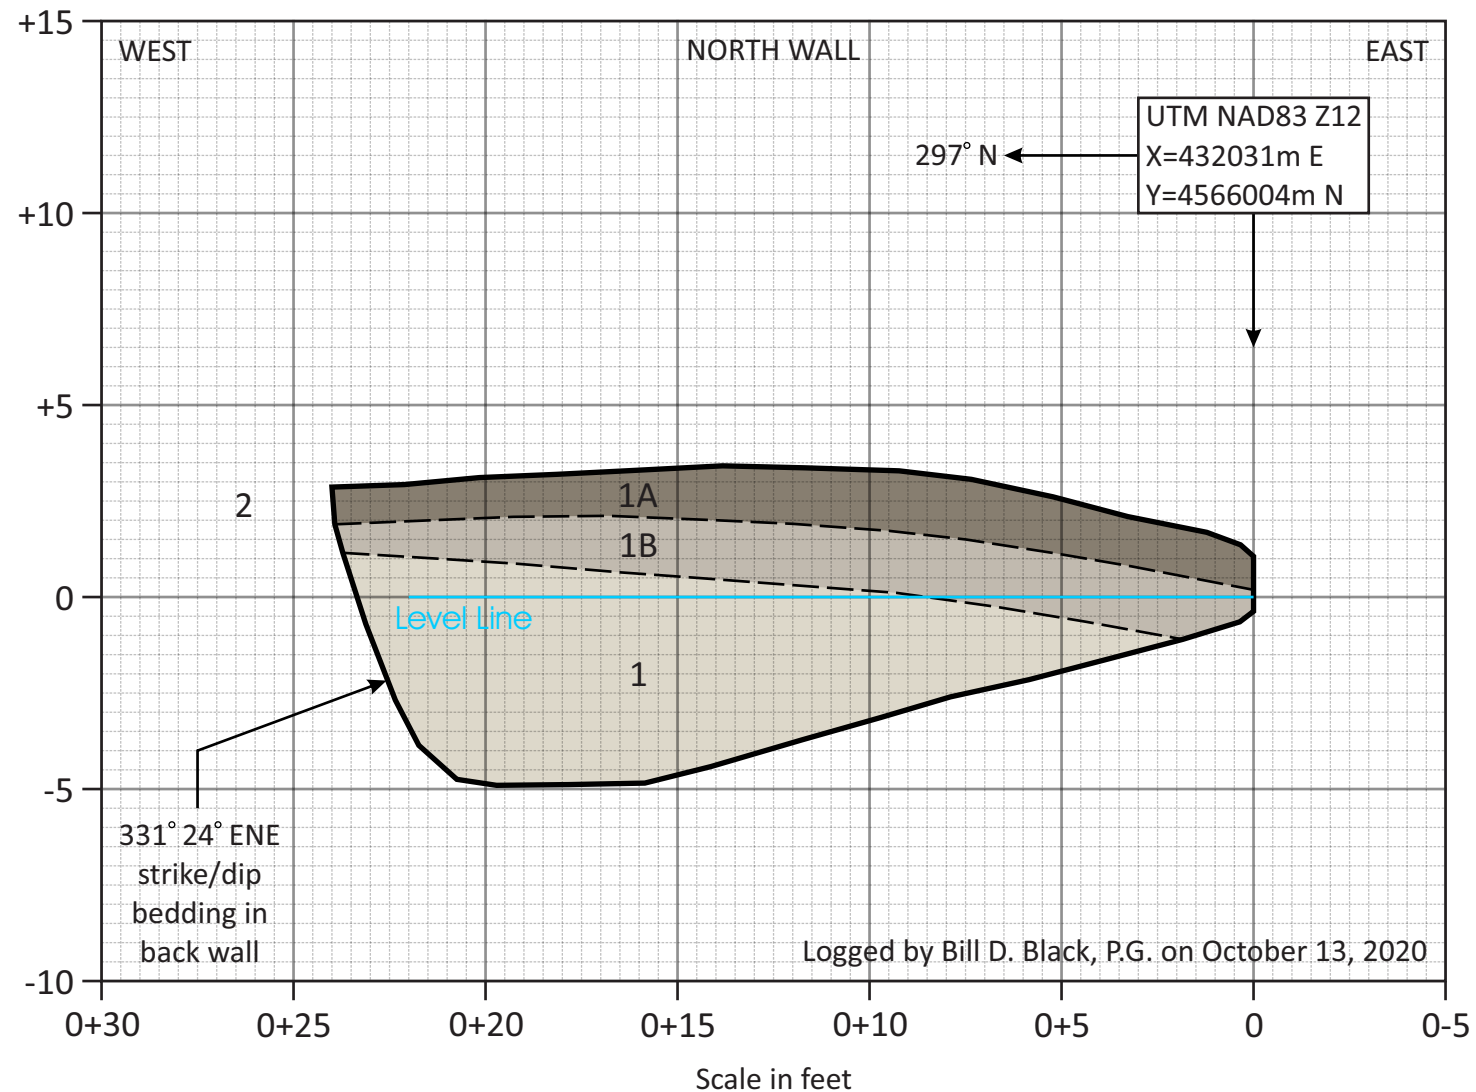 +15
WEST
NORTH WALL
EAST
UTM NAD83 Z12
X=432031m E
Y=4566004m N
297° N
+10
+5
2
1A
1B
0
Level Line
1
-5
331° 24° ENE
strike/dip
bedding in
back wall
Logged by Bill D. Black, P.G. on October 13, 2020
-10
0+30 0+25 0+20 0+15 0+10 0+5 0 0-5
Scale in feet